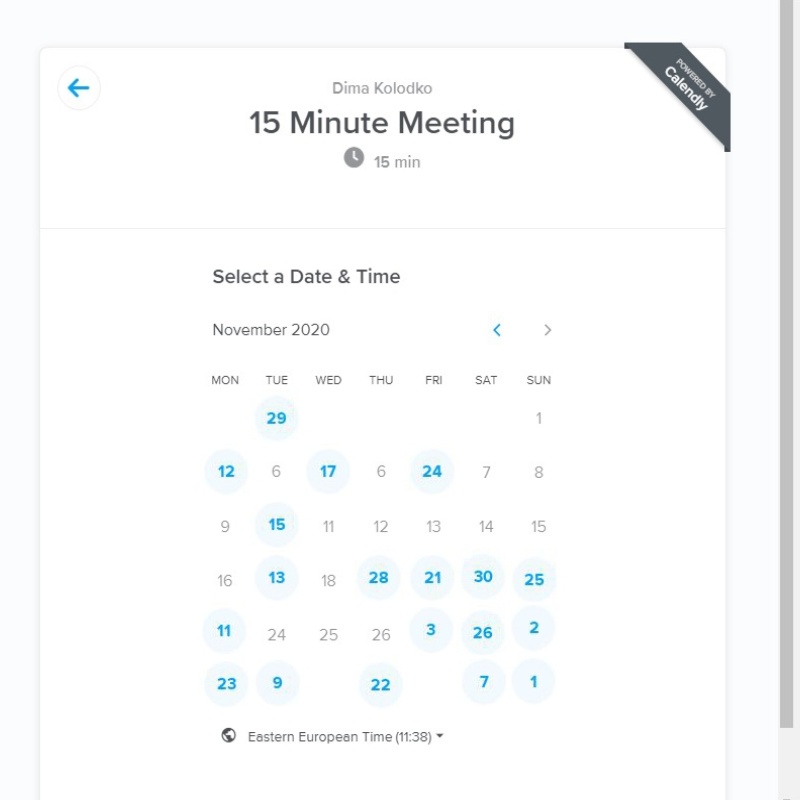 POWERED BY
Calendly
Dima Kolodko
15 Minute Meeting
15 min
Select a Date & Time
November 2020
MON TUE WED THU FRI SAT SUN
29 1
12 6 17 6 24 7 8
9 15 11 12 13 14 15
16 13 18 28 21 30 25
11 24 25 26 3 26 2
23 9 22 7 1
Eastern European Time (11:38)